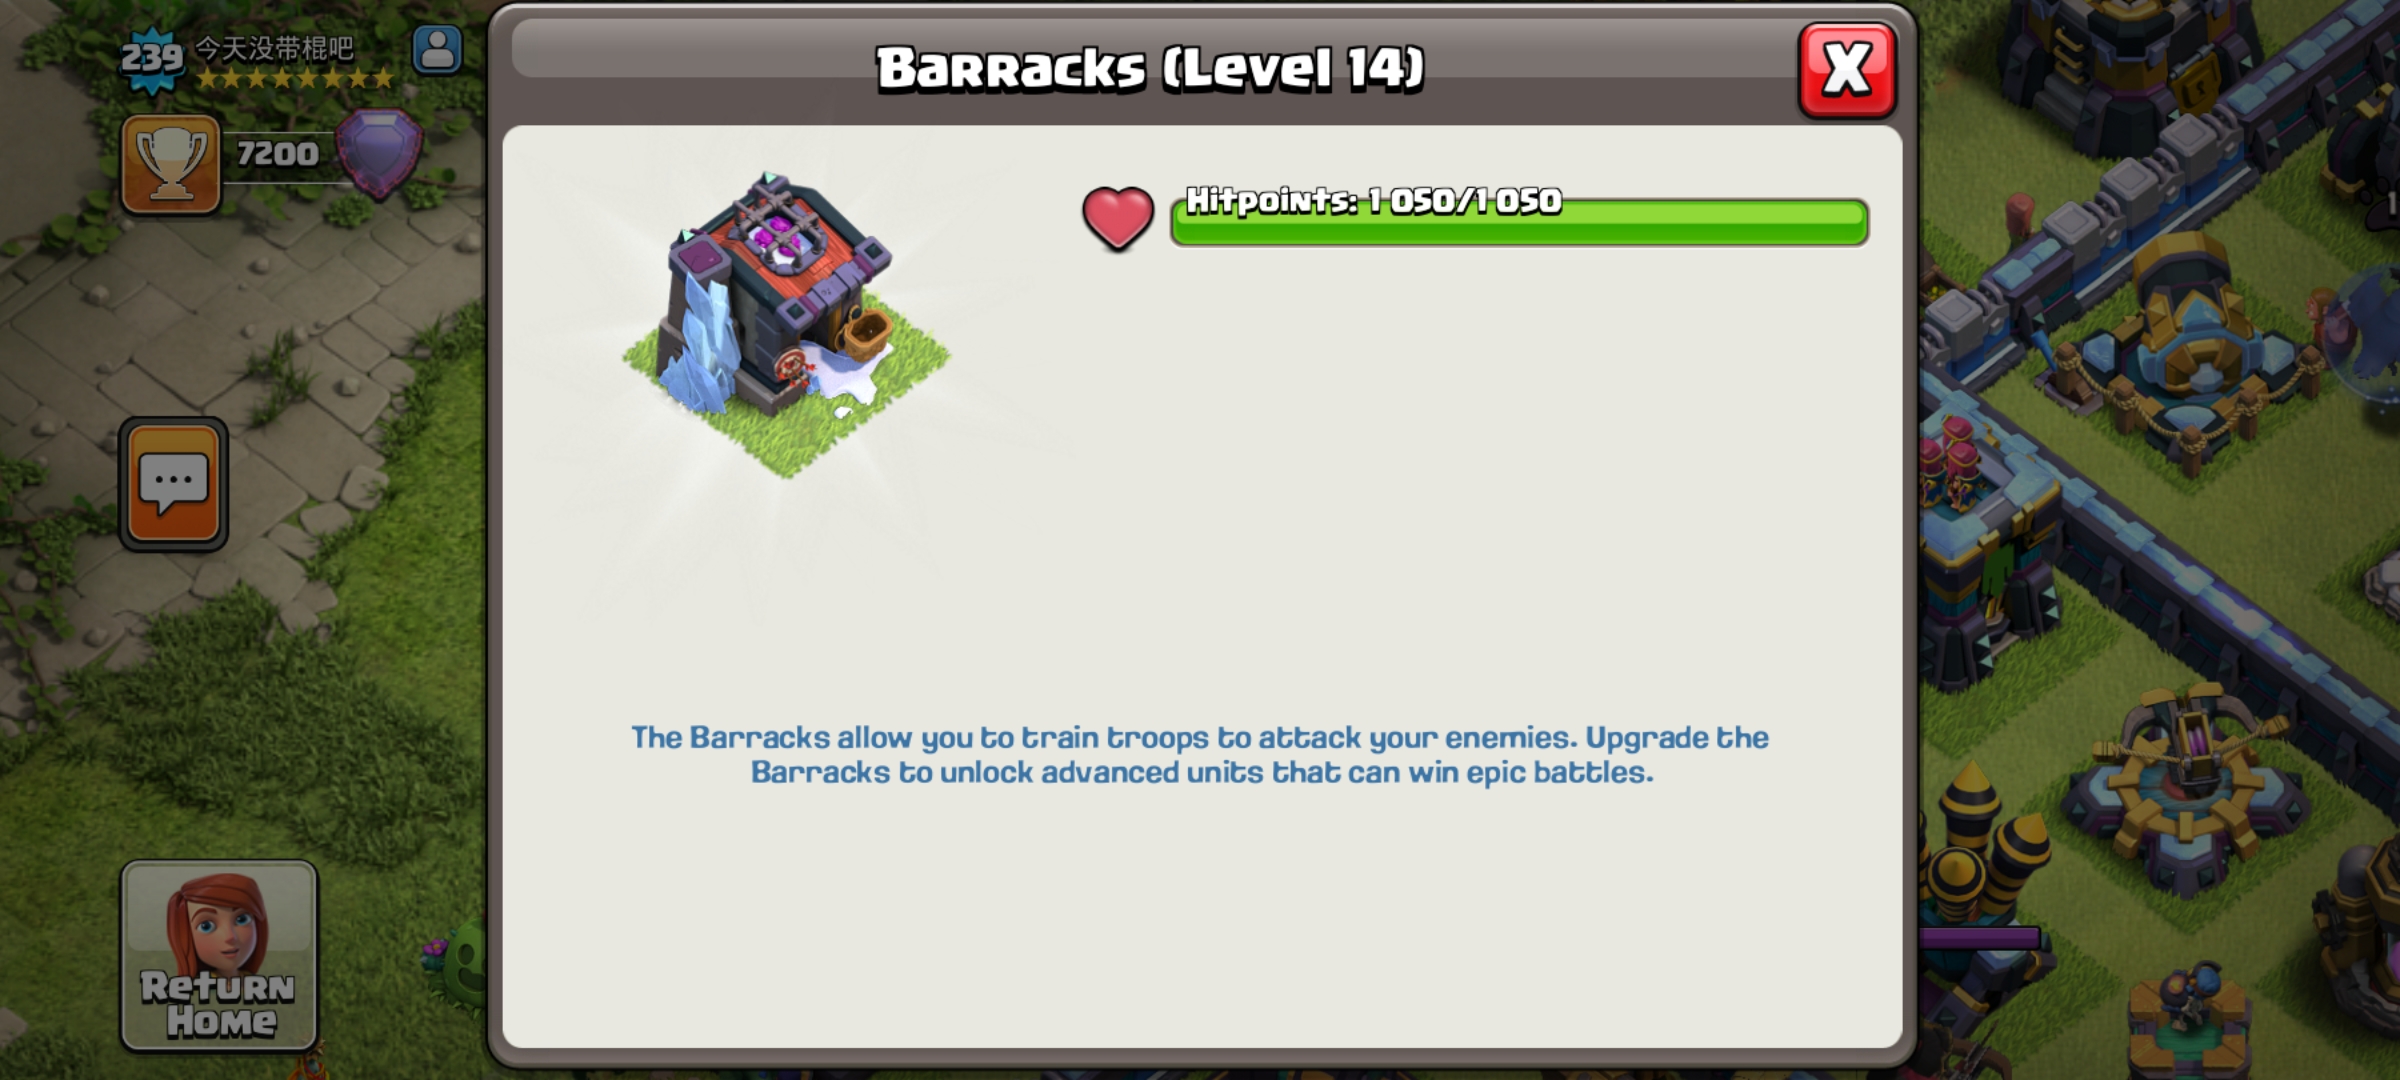 239
今天没带棍吧
7200
Return
Home
Barracks (Level 14)
X
Hitpoints: 1 050/1 050
The Barracks allow you to train troops to attack your enemies. Upgrade the
Barracks to unlock advanced units that can win epic battles.